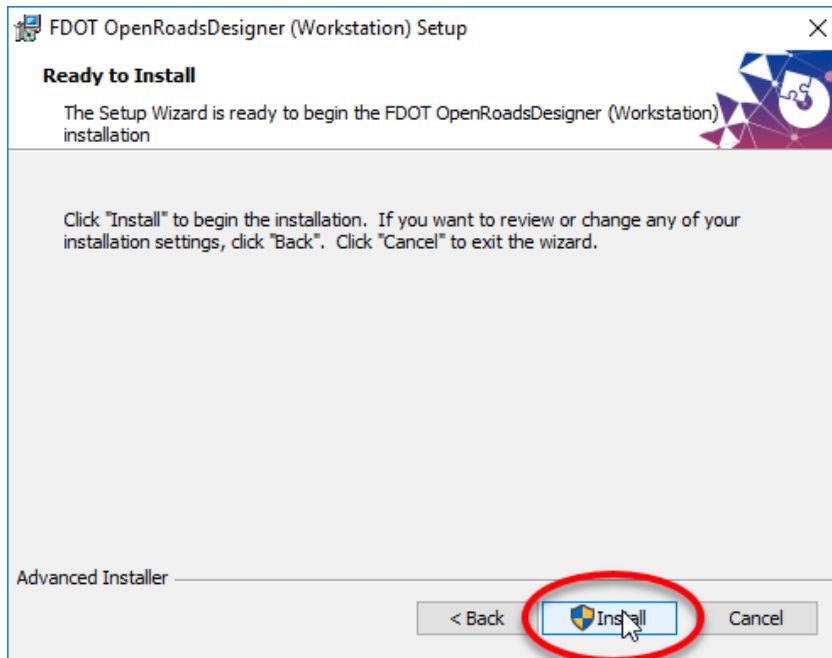 FDOT OpenRoadsDesigner (Workstation) Setup
Ready to Install
The Setup Wizard is ready to begin the FDOT OpenRoadsDesigner (Workstation)
installation
Click "Install" to begin the installation.  If you want to review or change any of your
installation settings, click "Back".  Click "Cancel" to exit the wizard.
Advanced Installer
< Back
Install
Cancel